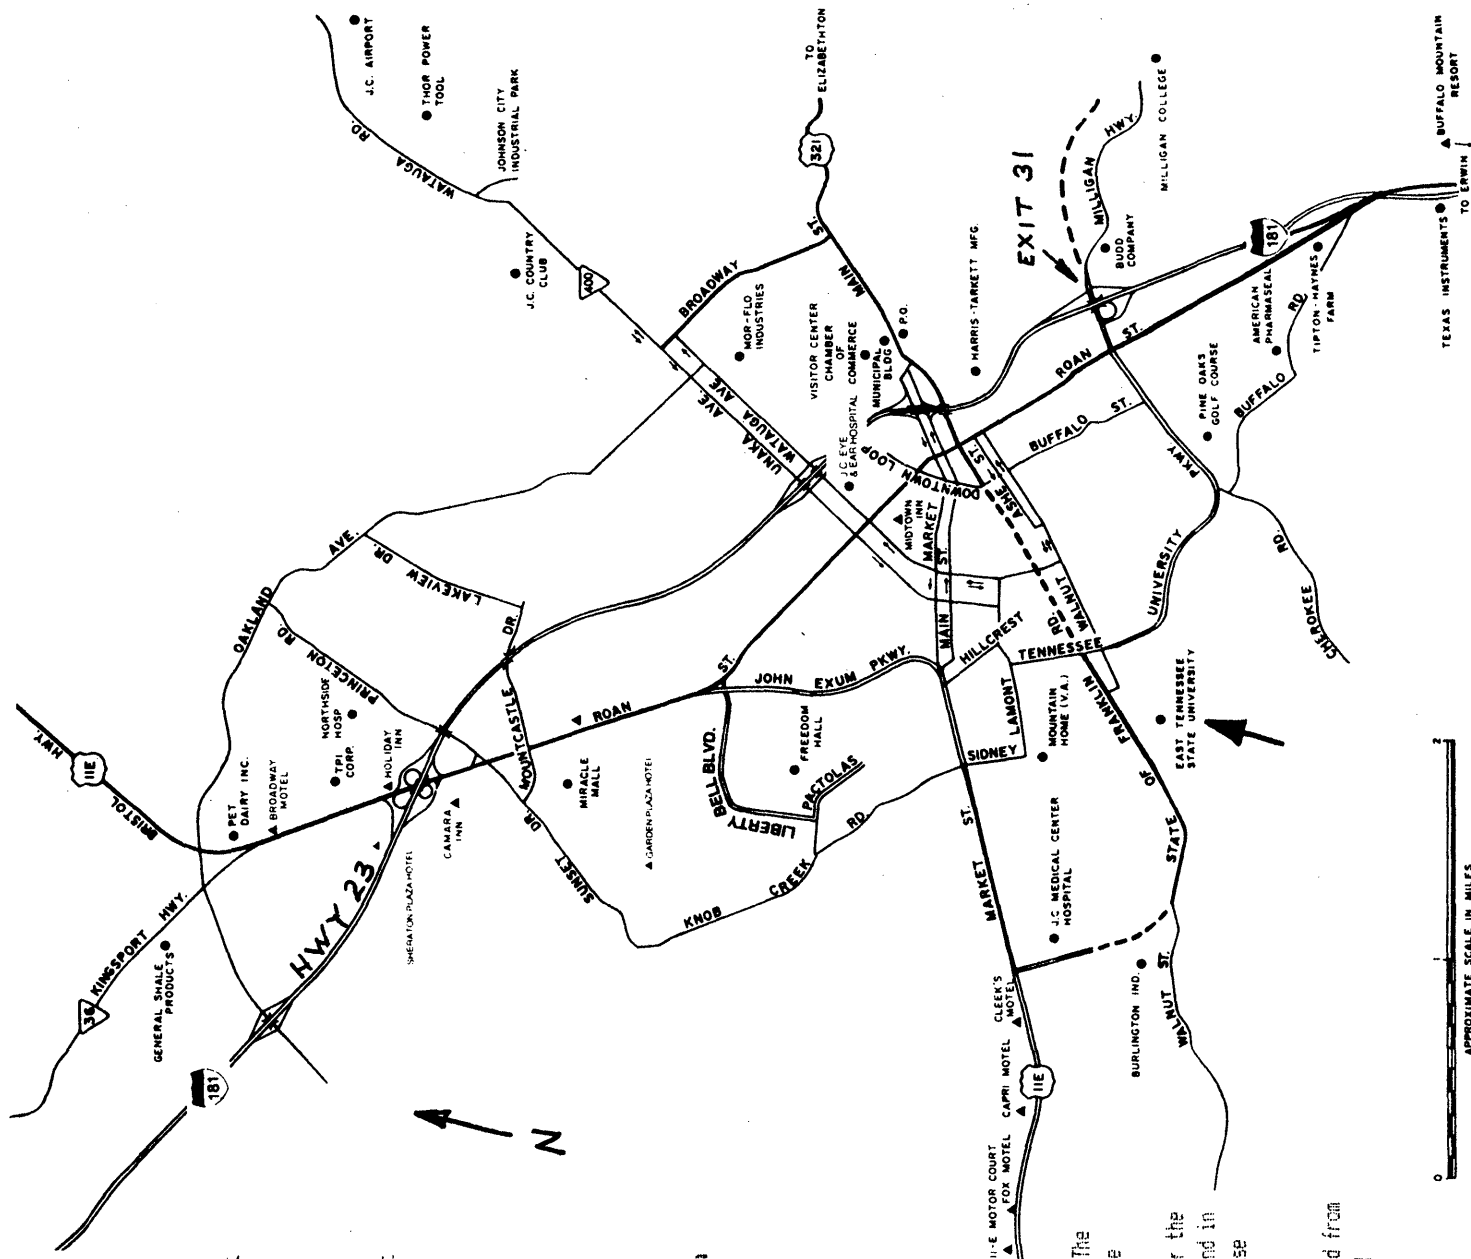 J.C. AIRPORT
THOR POWER
TOOL
JOHNSON CITY
INDUSTRIAL PARK
WATAUGA RD.
J.C. COUNTRY
CLUB
400
TO
ELIZABETHTON
321
BROADWAY
MAIN ST.
MOR-FLO
INDUSTRIES
VISITOR CENTER
CHAMBER
OF
COMMERCE
MUNICIPAL
BLDG
P.O.
HARRIS-TARKETT MFG.
EXIT 31
MILLIGAN HWY.
MILLIGAN COLLEGE
BUDD
COMPANY
181
BUFFALO MOUNTAIN
RESORT
TEXAS INSTRUMENTS
TO ERWIN
AMERICAN
PHARMASEAL
TIPTON-HAYNES
FARM
PINE OAKS
GOLF COURSE
BUFFALO RD
ROAN ST.
BUFFALO ST.
UNIVERSITY PKWY
CHEROKEE RD.
UNAKA AVE.
WATAUGA AVE
J.C. EYE
& EAR HOSPITAL
DOWNTOWN LOOP
MIDTOWN
INN
MARKET ST.
MAIN
ASHE ST.
WALNUT
OAKLAND AVE.
LAKEVIEW DR.
PRINCETON RD.
NORTHSIDE
HOSP
TPI
CORP.
HOLIDAY
INN
PET
DAIRY INC.
BROADWAY
MOTEL
BRISTOL HWY.
11E
MOUNTCASTLE DR.
ROAN ST.
MIRACLE
MALL
CAMARA
INN
SHERATON PLAZA HOTEL
GARDEN PLAZA HOTEL
SUNSET DR.
KNOB CREEK RD.
BELL BLVD.
LIBERTY
PACTOLAS
FREEDOM
HALL
JOHN EXUM PKWY.
HILLCREST
TENNESSEE
LAMONT
SIDNEY
MOUNTAIN
HOME (V.A.)
FRANKLIN RD.
STATE OF
EAST TENNESSEE
STATE UNIVERSITY
MARKET ST.
J.C. MEDICAL CENTER
HOSPITAL
BURLINGTON IND.
WALNUT ST.
KINGSPORT HWY.
36
GENERAL SHALE
PRODUCTS
HWY 23
181
N
CLEEK'S
MOTEL
CAPRI MOTEL
FOX MOTEL
11-E MOTOR COURT
11E
0 1 2
APPROXIMATE SCALE IN MILES
The
e
r the
nd in
se
d from